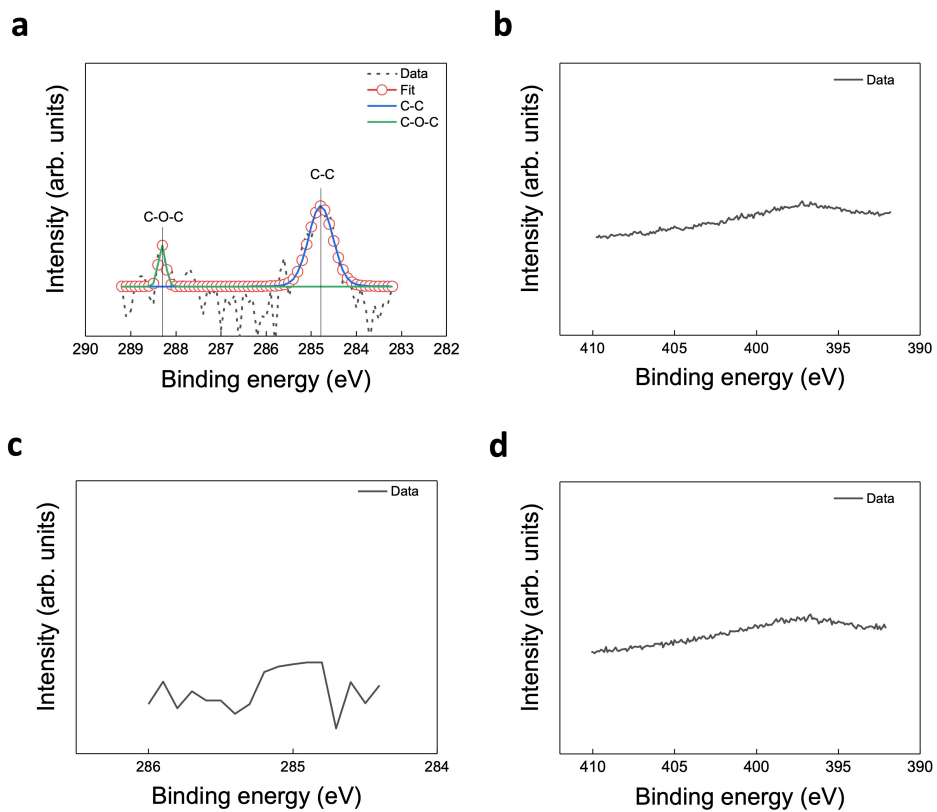 a
Intensity (arb. units)
Data
Fit
C-C
C-O-C
C-O-C
C-C
290 289 288 287 286 285 284 283 282
Binding energy (eV)
b
Intensity (arb. units)
Data
410 405 400 395 390
Binding energy (eV)
c
Intensity (arb. units)
Data
286 285 284
Binding energy (eV)
d
Intensity (arb. units)
Data
410 405 400 395 390
Binding energy (eV)